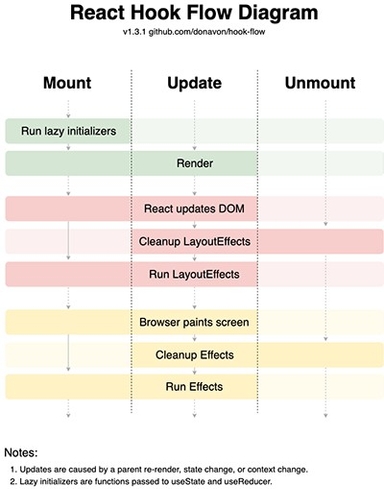 React Hook Flow Diagram
v1.3.1 github.com/donavon/hook-flow
Mount Update Unmount
Run lazy initializers
Render
React updates DOM
Cleanup LayoutEffects
Run LayoutEffects
Browser paints screen
Cleanup Effects
Run Effects
Notes:
1. Updates are caused by a parent re-render, state change, or context change.
2. Lazy initializers are functions passed to useState and useReducer.